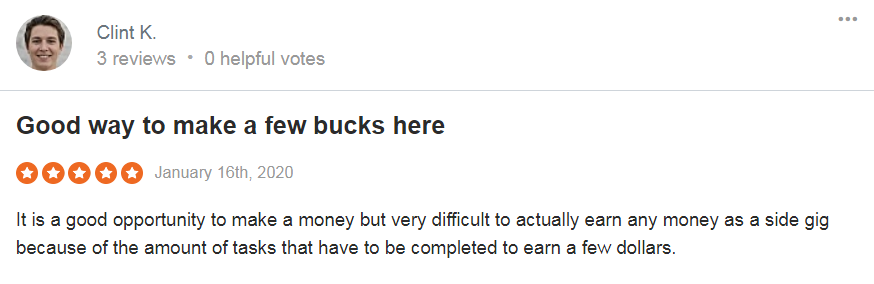 Clint K.
3 reviews • 0 helpful votes
Good way to make a few bucks here
January 16th, 2020
It is a good opportunity to make a money but very difficult to actually earn any money as a side gig
because of the amount of tasks that have to be completed to earn a few dollars.